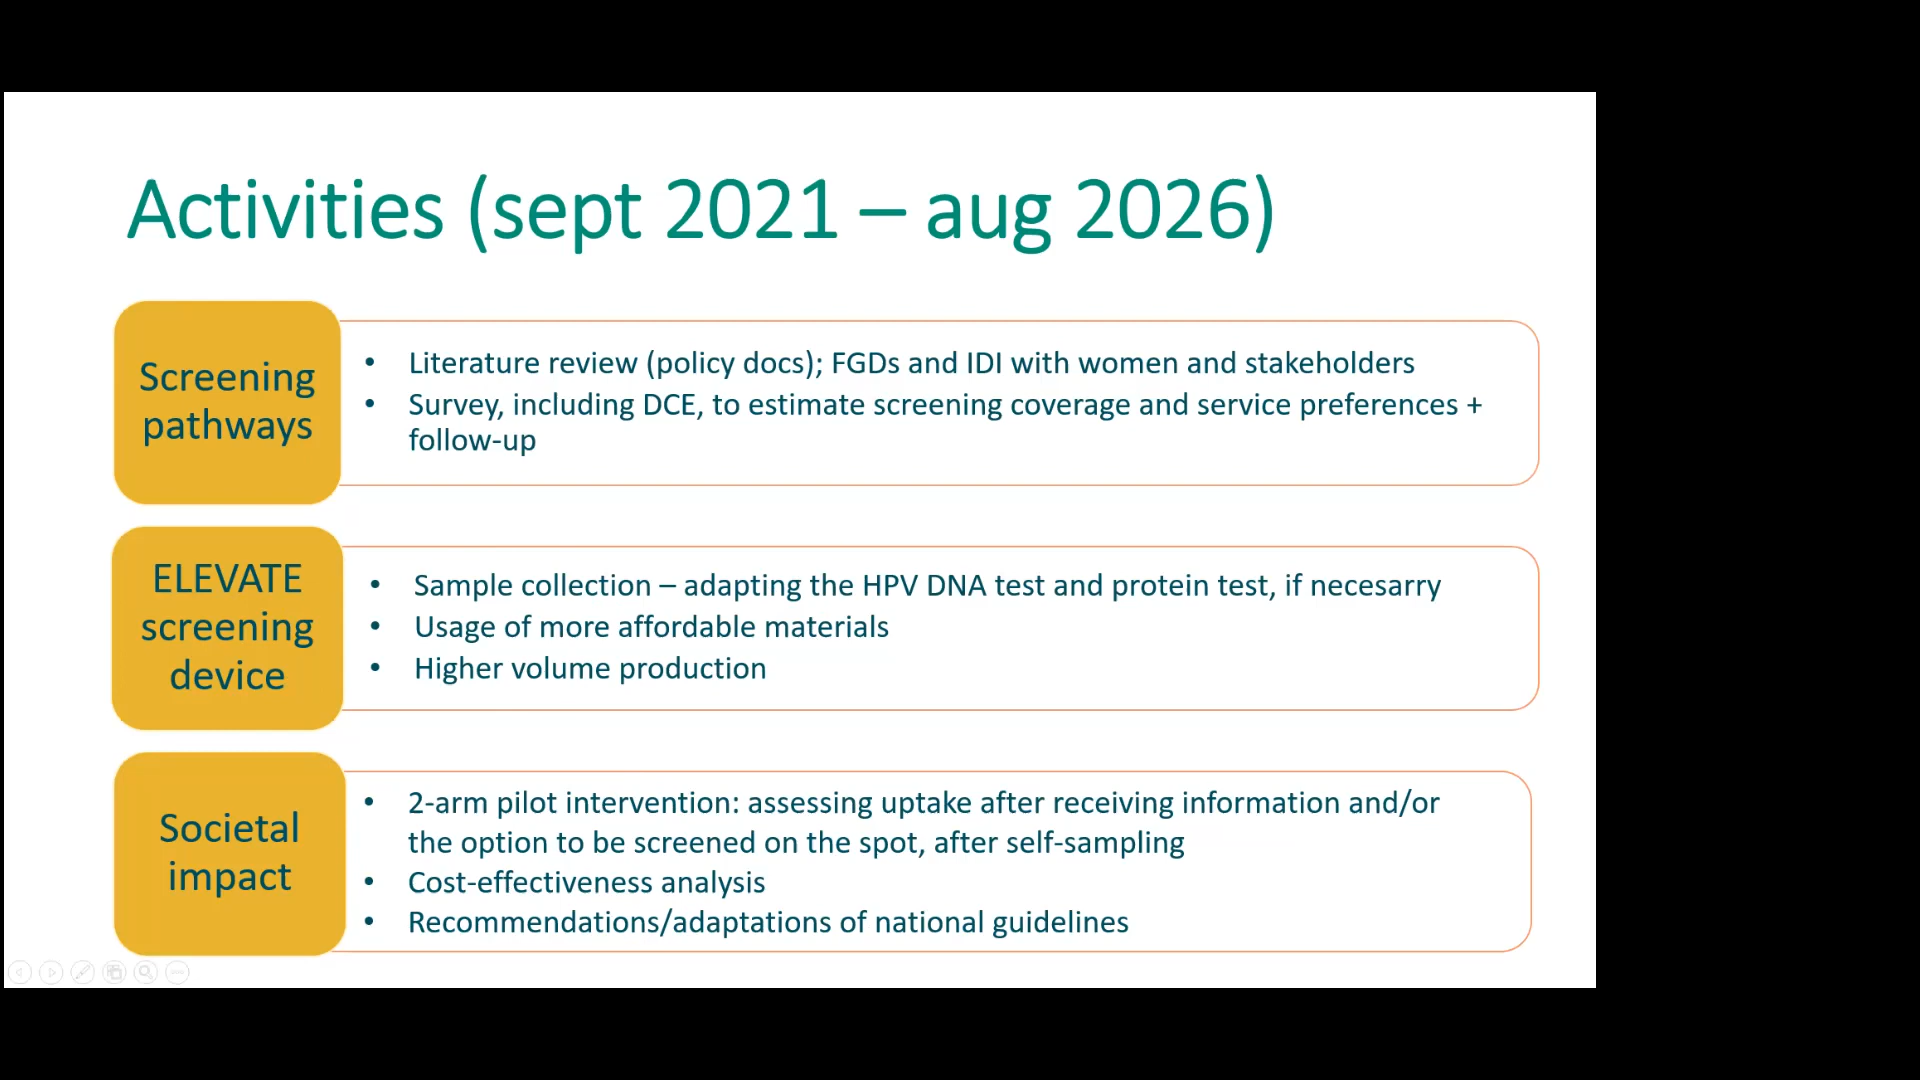 Activities (sept 2021 – aug 2026)
Screening
pathways
• Literature review (policy docs); FGDs and IDI with women and stakeholders
• Survey, including DCE, to estimate screening coverage and service preferences +
follow-up
ELEVATE
screening
device
• Sample collection – adapting the HPV DNA test and protein test, if necesarry
• Usage of more affordable materials
• Higher volume production
Societal
impact
• 2-arm pilot intervention: assessing uptake after receiving information and/or
the option to be screened on the spot, after self-sampling
• Cost-effectiveness analysis
• Recommendations/adaptations of national guidelines